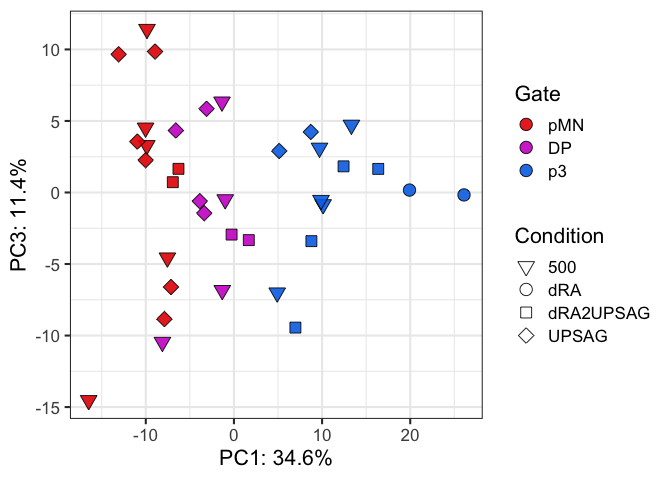 10
5
0
-5
-10
-15
PC3: 11.4%
-10 0 10 20
PC1: 34.6%
Gate
pMN
DP
p3
Condition
500
dRA
dRA2UPSAG
UPSAG